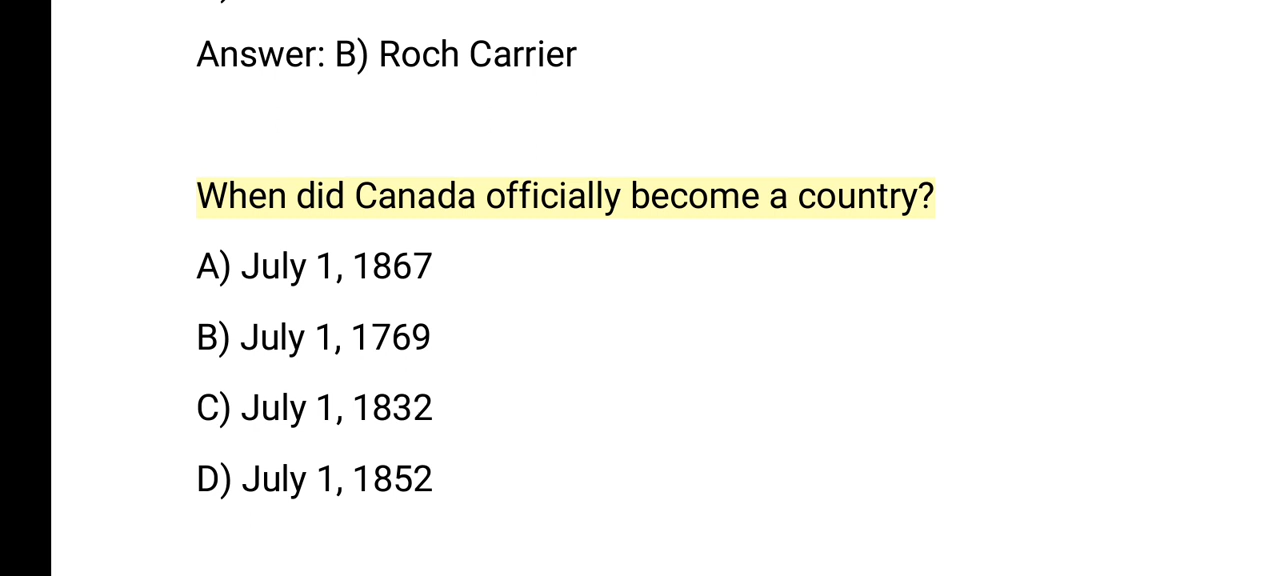 Answer: B) Roch Carrier
When did Canada officially become a country?
A) July 1, 1867
B) July 1, 1769
C) July 1, 1832
D) July 1, 1852